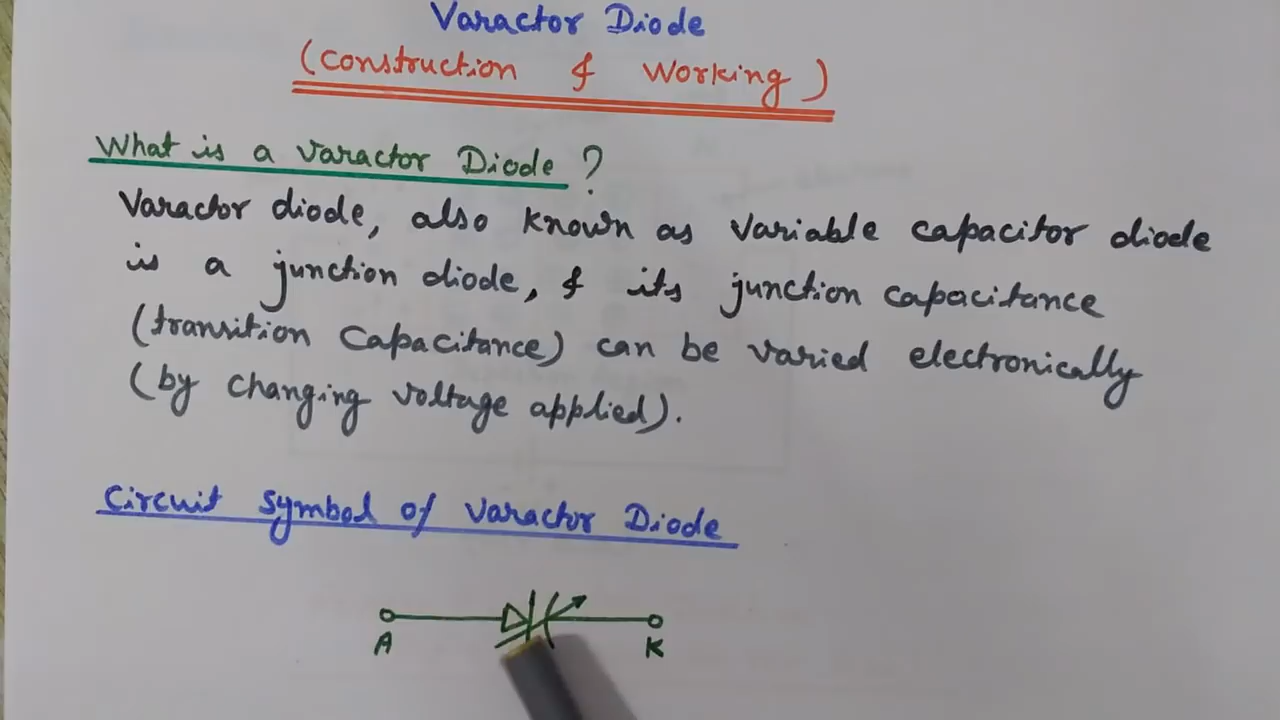 Varactor Diode
(Construction & Working)
What is a Varactor Diode?
Varactor diode, also known as variable capacitor diode
is a junction diode, & its junction capacitance
(transition Capacitance) can be varied electronically
(by changing voltage applied).
Circuit Symbol of Varactor Diode
A K